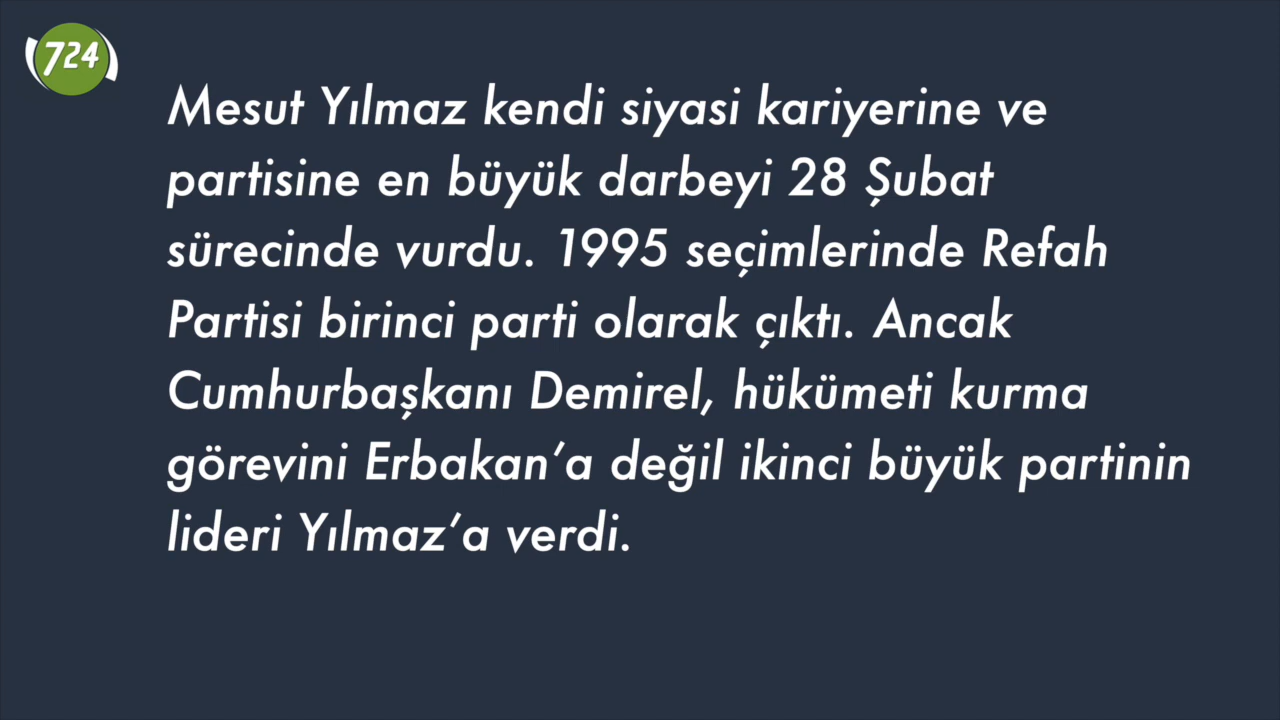 724
Mesut Yılmaz kendi siyasi kariyerine ve
partisine en büyük darbeyi 28 Şubat
sürecinde vurdu. 1995 seçimlerinde Refah
Partisi birinci parti olarak çıktı. Ancak
Cumhurbaşkanı Demirel, hükümeti kurma
görevini Erbakan’a değil ikinci büyük partinin
lideri Yılmaz’a verdi.